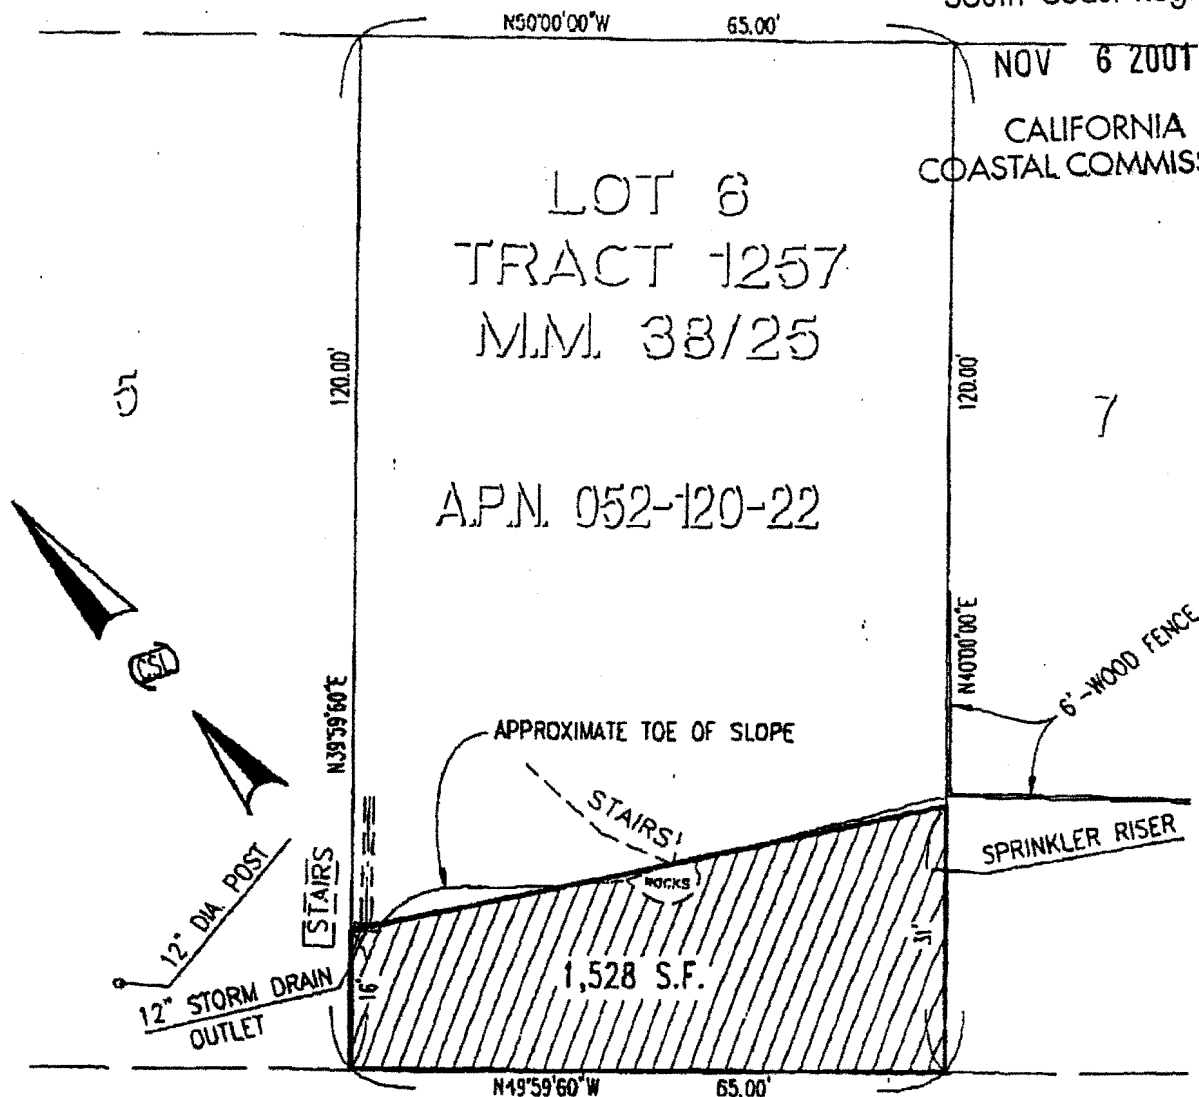 N50°00'00"W 65.00'
NOV 6 2001
CALIFORNIA
COASTAL COMMISS
LOT 6
TRACT 1257
M.M. 38/25
120.00'
120.00'
5
7
A.P.N. 052-120-22
CSL
N39°59'60"E
N40°00'00"E
6'-WOOD FENCE
APPROXIMATE TOE OF SLOPE
STAIRS
STAIRS
ROCKS
SPRINKLER RISER
12" DIA. POST
12" STORM DRAIN
OUTLET
16'
31'
1,528 S.F.
N49°59'60"W 65.00'